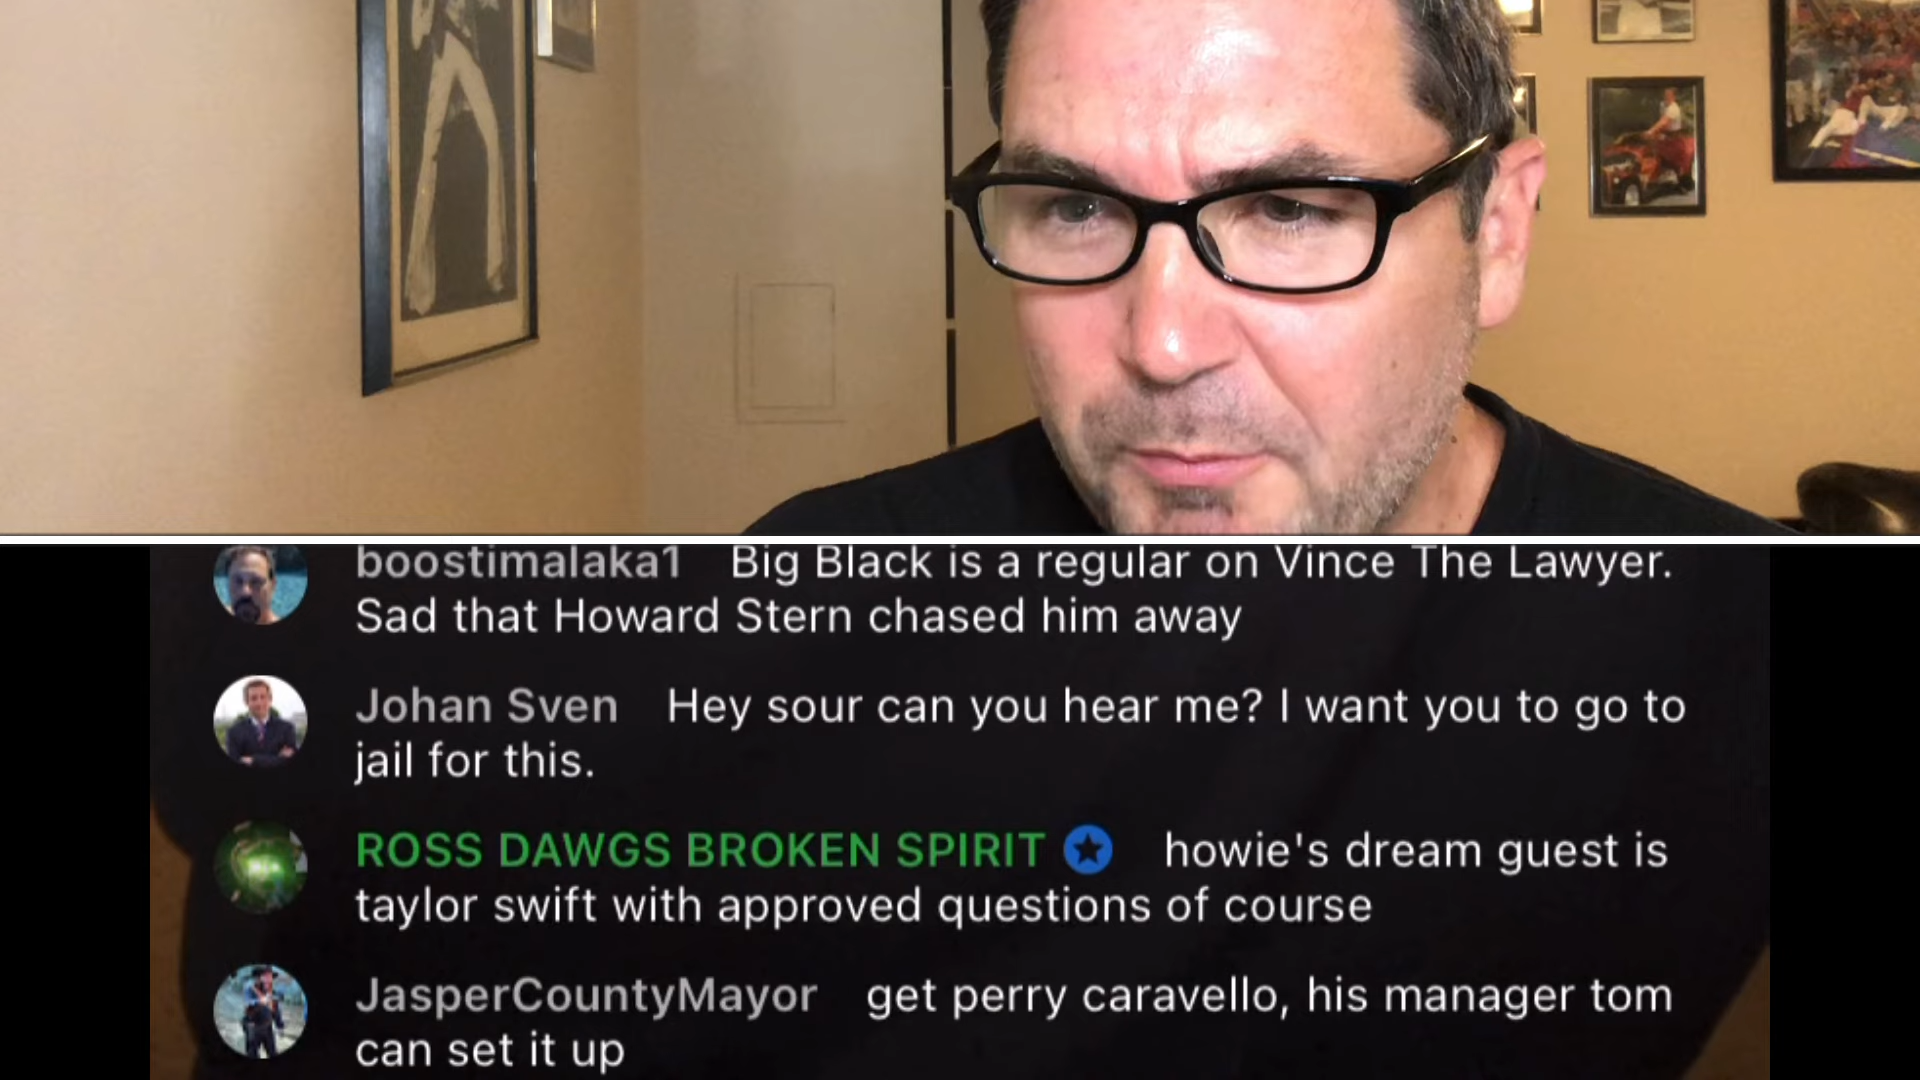 boostimalaka1 Big Black is a regular on Vince The Lawyer.
Sad that Howard Stern chased him away
Johan Sven Hey sour can you hear me? I want you to go to
jail for this.
ROSS DAWGS BROKEN SPIRIT howie's dream guest is
taylor swift with approved questions of course
JasperCountyMayor get perry caravello, his manager tom
can set it up